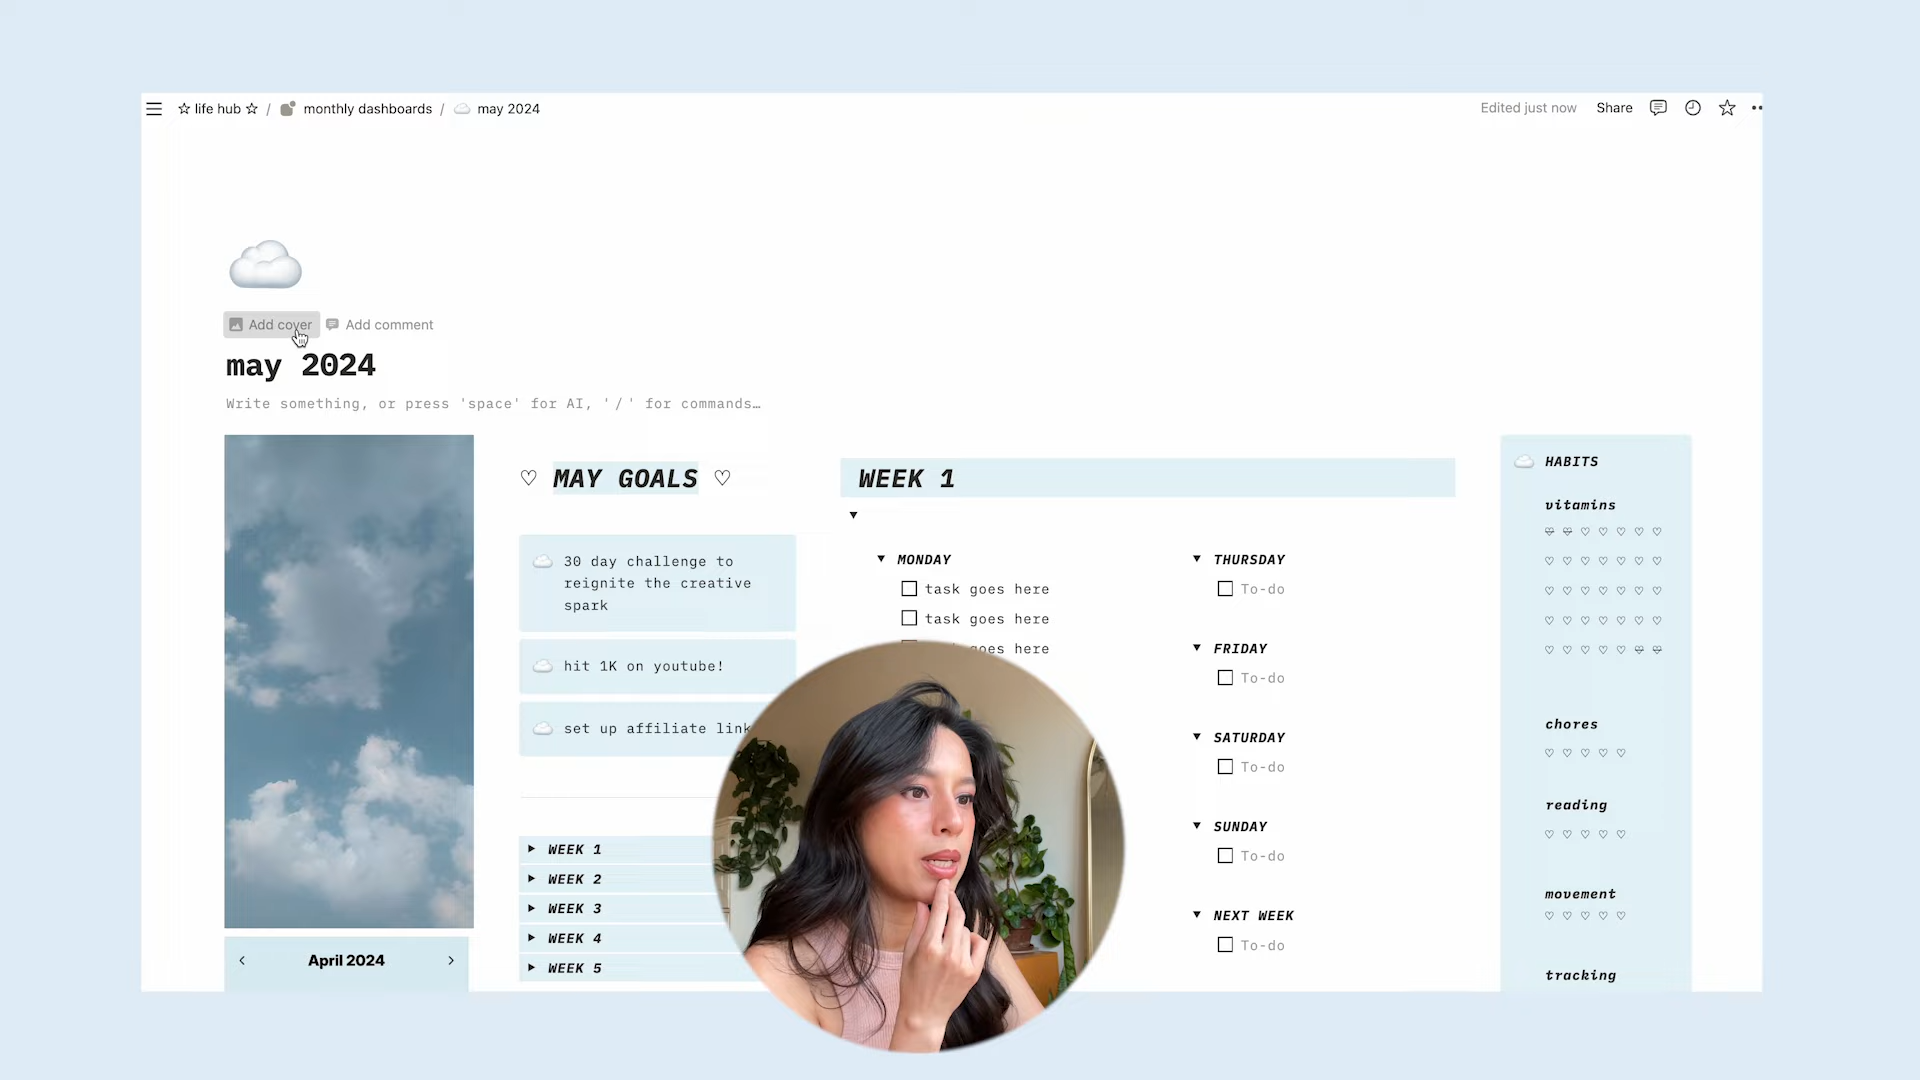 ☆ life hub ☆ / monthly dashboards / may 2024
Edited just now Share
Add cover Add comment
may 2024
Write something, or press 'space' for AI, '/' for commands…
♡ MAY GOALS ♡
30 day challenge to
reignite the creative
spark
hit 1K on youtube!
set up affiliate link
WEEK 1
WEEK 2
WEEK 3
WEEK 4
WEEK 5
April 2024
WEEK 1
MONDAY
task goes here
task goes here
goes here
THURSDAY
To-do
FRIDAY
To-do
SATURDAY
To-do
SUNDAY
To-do
NEXT WEEK
To-do
HABITS
vitamins
chores
reading
movement
tracking